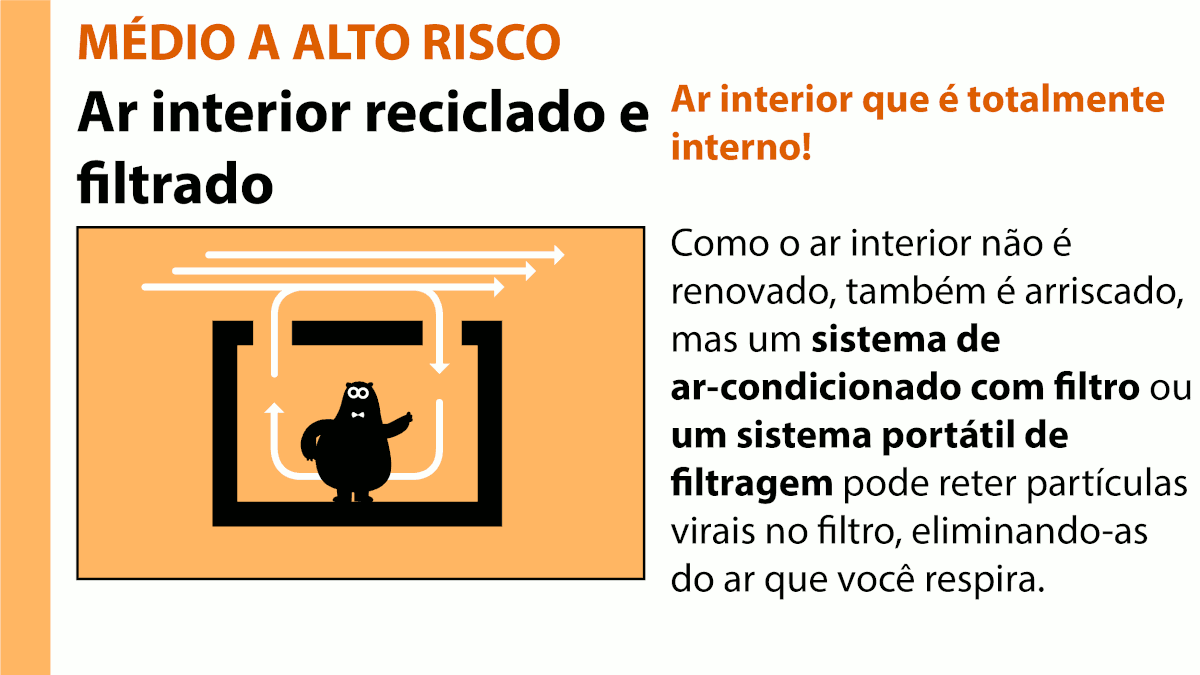 MÉDIO A ALTO RISCO
Ar interior reciclado e
filtrado
Ar interior que é totalmente
interno!
Como o ar interior não é
renovado, também é arriscado,
mas um sistema de
ar-condicionado com filtro ou
um sistema portátil de
filtragem pode reter partículas
virais no filtro, eliminando-as
do ar que você respira.